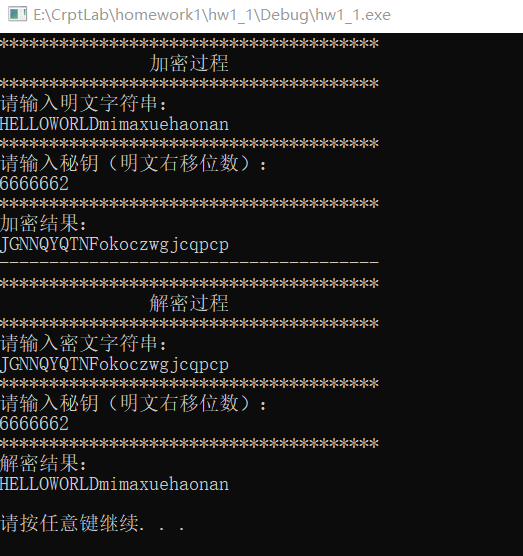 E:\CrptLab\homework1\hw1_1\Debug\hw1_1.exe
**************************************
加密过程
**************************************
请输入明文字符串：
HELLOWORLDmimaxuehaonan
**************************************
请输入秘钥（明文右移位数）：
6666662
**************************************
加密结果：
JGNNQYQTNFokoczwgjcqpcp
--------------------------------------
**************************************
解密过程
**************************************
请输入密文字符串：
JGNNQYQTNFokoczwgjcqpcp
**************************************
请输入秘钥（明文右移位数）：
6666662
**************************************
解密结果：
HELLOWORLDmimaxuehaonan
请按任意键继续. . .